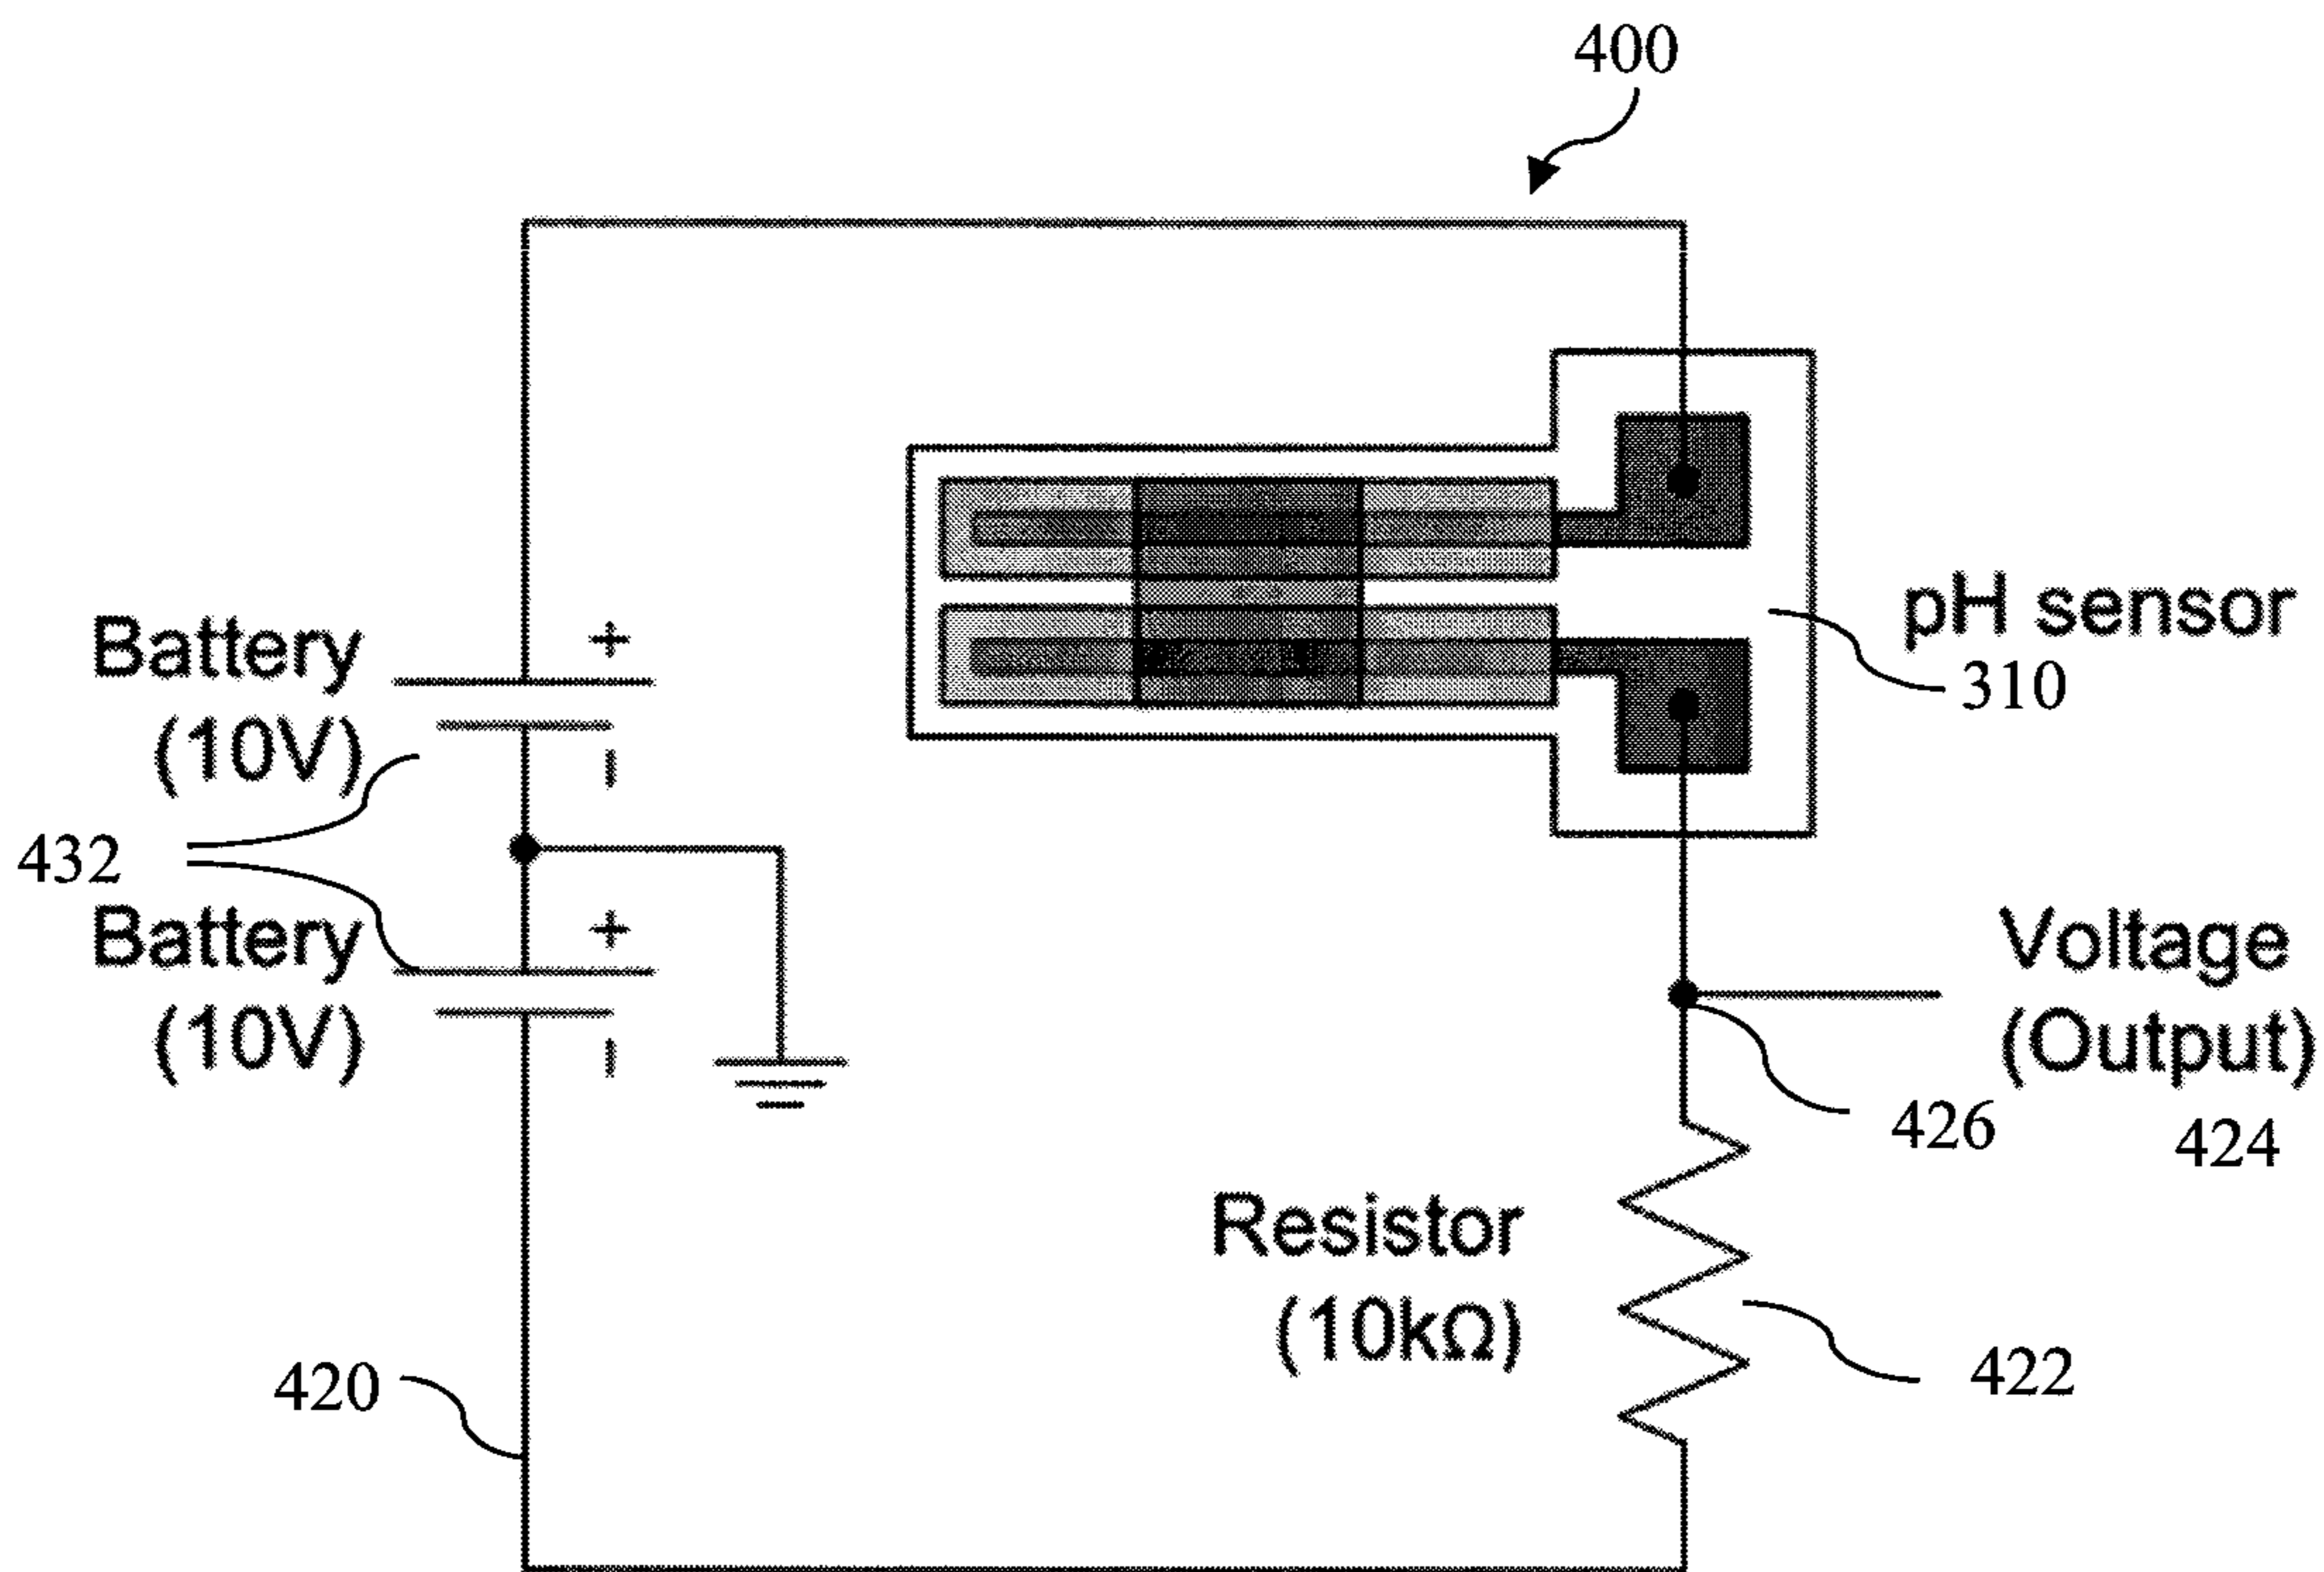 400
pH sensor
310
+
Battery
(10V)
−
432
+
Battery
(10V)
−
Voltage
(Output)
424
426
Resistor
(10kΩ)
422
420